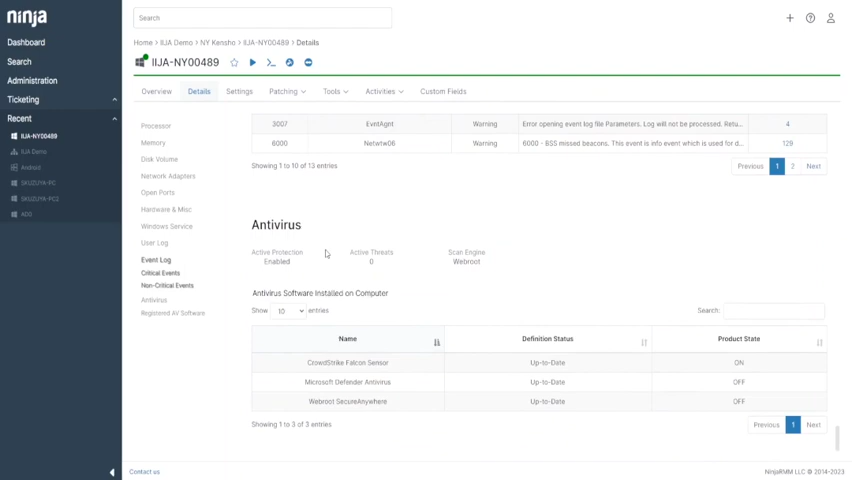 ninja
Search
Dashboard
Home > IIJA Demo > NY Kensho > IIJA-NY00489 > Details
Search
IIJA-NY00489
Administration
Ticketing
Overview Details Settings Patching Tools Activities Custom Fields
Recent
IIJA-NY00489
IIJA Demo
Android
SKUZUYA-PC
SKUZUYA-PC2
ADG
Processor
Memory
Disk Volume
Network Adapters
Open Ports
Hardware & Misc
Windows Service
User Log
Event Log
Critical Events
Non-Critical Events
Antivirus
Registered AV Software
3007 EvntAgnt Warning Error opening event log file Parameters. Log will not be processed. Retu... 4
6000 Netwtw06 Warning 6000 - BSS missed beacons. This event is info event which is used for d... 129
Showing 1 to 10 of 13 entries
Previous 1 2 Next
Antivirus
Active Protection Active Threats Scan Engine
Enabled 0 Webroot
Antivirus Software Installed on Computer
Show 10 entries Search:
Name Definition Status Product State
CrowdStrike Falcon Sensor Up-to-Date ON
Microsoft Defender Antivirus Up-to-Date OFF
Webroot SecureAnywhere Up-to-Date OFF
Showing 1 to 3 of 3 entries
Previous 1 Next
Contact us
NinjaRMM LLC © 2014-2023